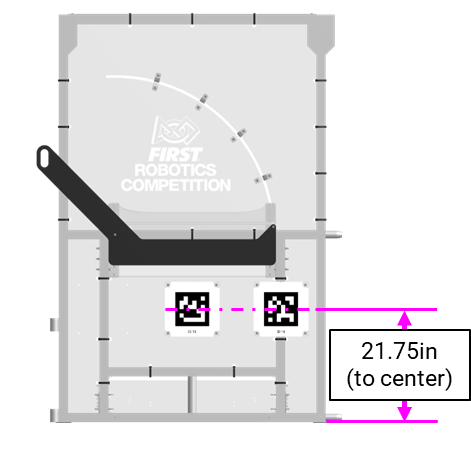 FIRST
ROBOTICS
COMPETITION
21.75in
(to center)